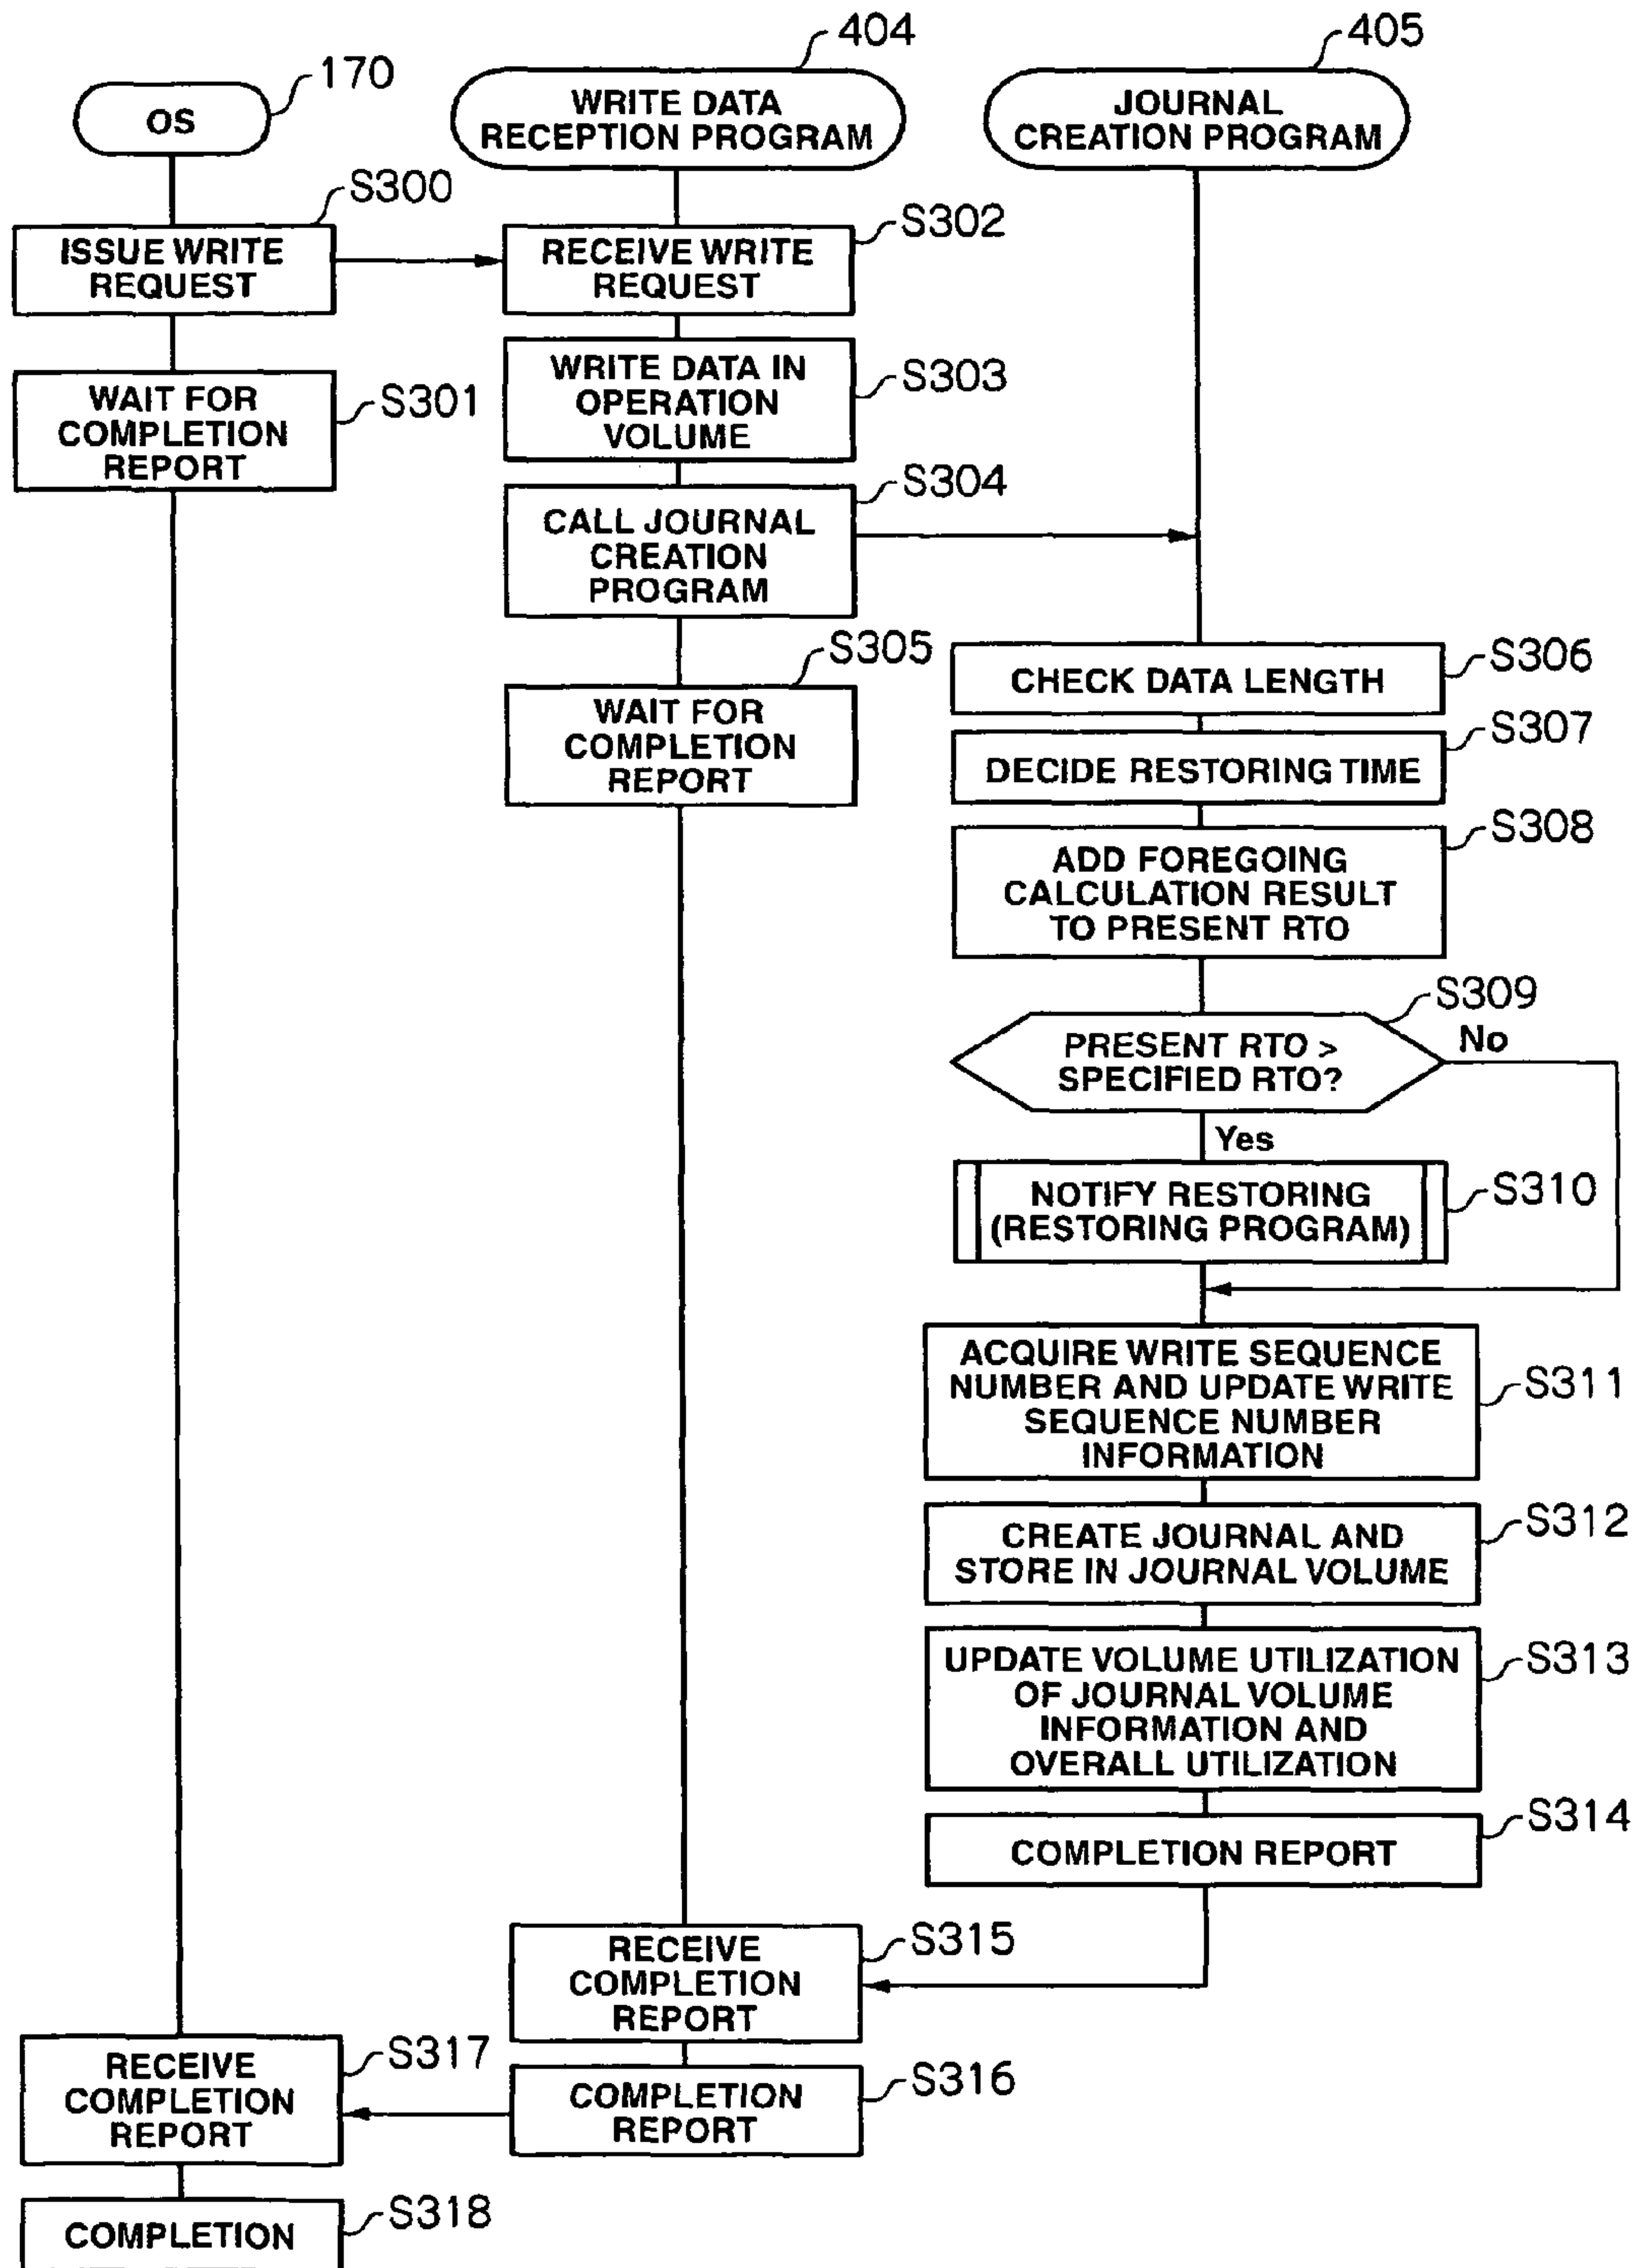 404
405
170
OS
WRITE DATA
RECEPTION PROGRAM
JOURNAL
CREATION PROGRAM
S300
ISSUE WRITE
REQUEST
S302
RECEIVE WRITE
REQUEST
S301
WAIT FOR
COMPLETION
REPORT
S303
WRITE DATA IN
OPERATION
VOLUME
S304
CALL JOURNAL
CREATION
PROGRAM
S305
WAIT FOR
COMPLETION
REPORT
S306
CHECK DATA LENGTH
S307
DECIDE RESTORING TIME
S308
ADD FOREGOING
CALCULATION RESULT
TO PRESENT RTO
S309
PRESENT RTO >
SPECIFIED RTO?
No
Yes
S310
NOTIFY RESTORING
(RESTORING PROGRAM)
S311
ACQUIRE WRITE SEQUENCE
NUMBER AND UPDATE WRITE
SEQUENCE NUMBER
INFORMATION
S312
CREATE JOURNAL AND
STORE IN JOURNAL VOLUME
S313
UPDATE VOLUME UTILIZATION
OF JOURNAL VOLUME
INFORMATION AND
OVERALL UTILIZATION
S314
COMPLETION REPORT
S315
RECEIVE
COMPLETION
REPORT
S316
COMPLETION
REPORT
S317
RECEIVE
COMPLETION
REPORT
S318
COMPLETION